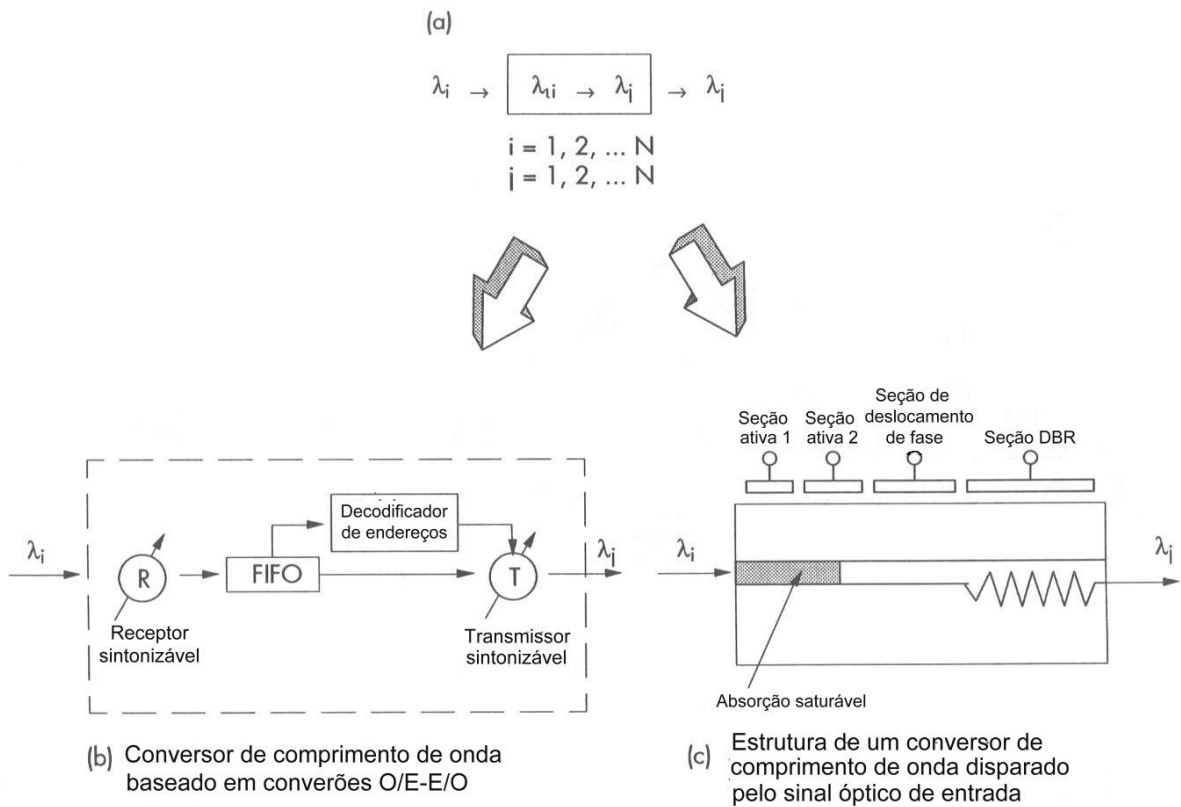 (a)
λi → λιi → λj → λj
i = 1, 2, ... N
j = 1, 2, ... N
λi
R
FIFO
Decodificador
de endereços
T
λj
Receptor
sintonizável
Transmissor
sintonizável
(b) Conversor de comprimento de onda
baseado em converões O/E-E/O
Seção
ativa 1
Seção
ativa 2
Seção de
deslocamento
de fase
Seção DBR
λi
λj
Absorção saturável
(c) Estrutura de um conversor de
comprimento de onda disparado
pelo sinal óptico de entrada